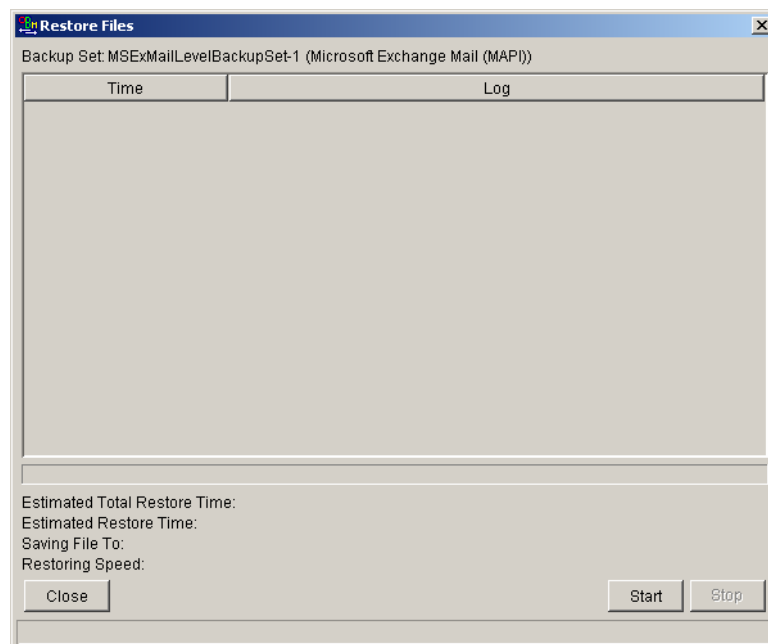 OBM Restore Files
Backup Set: MSExMailLevelBackupSet-1 (Microsoft Exchange Mail (MAPI))
Time Log
Estimated Total Restore Time:
Estimated Restore Time:
Saving File To:
Restoring Speed:
Close Start Stop